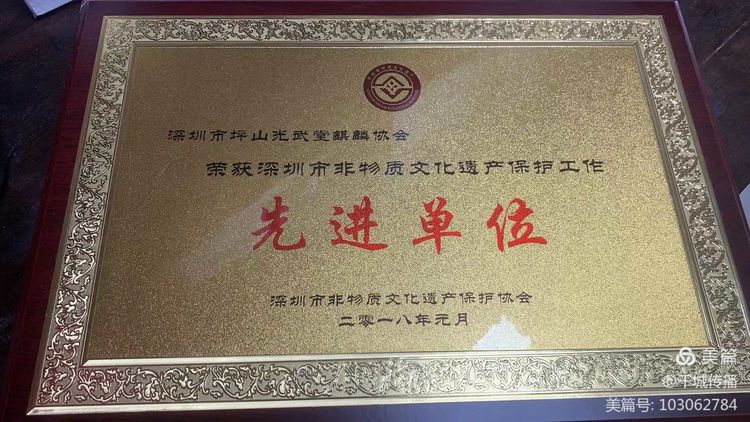 深圳市坪山光武堂麒麟协会
荣获深圳市非物质文化遗产保护工作
先进单位
深圳市非物质文化遗产保护协会
二零一八年元月
美篇
千城传播
美篇号: 103062784